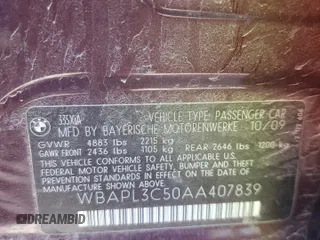 335XiA
VEHICLE TYPE: PASSENGER CAR
MFD BY BAYERISCHE MOTORENWERKE 10/09
GVWR 4883 lbs 2215 kg
GAWR FRONT 2436 lbs 1105 kg REAR 2646 lbs 1200 kg
THIS VEHICLE CONFORMS TO ALL APPLICABLE
FEDERAL MOTOR VEHICLE SAFETY, BUMPER,
AND THEFT PREVENTION STANDARDS IN EFFECT
ON THE DATE OF MANUFACTURE SHOWN ABOVE.
WBAPL3C50AA407839
DREAMBID